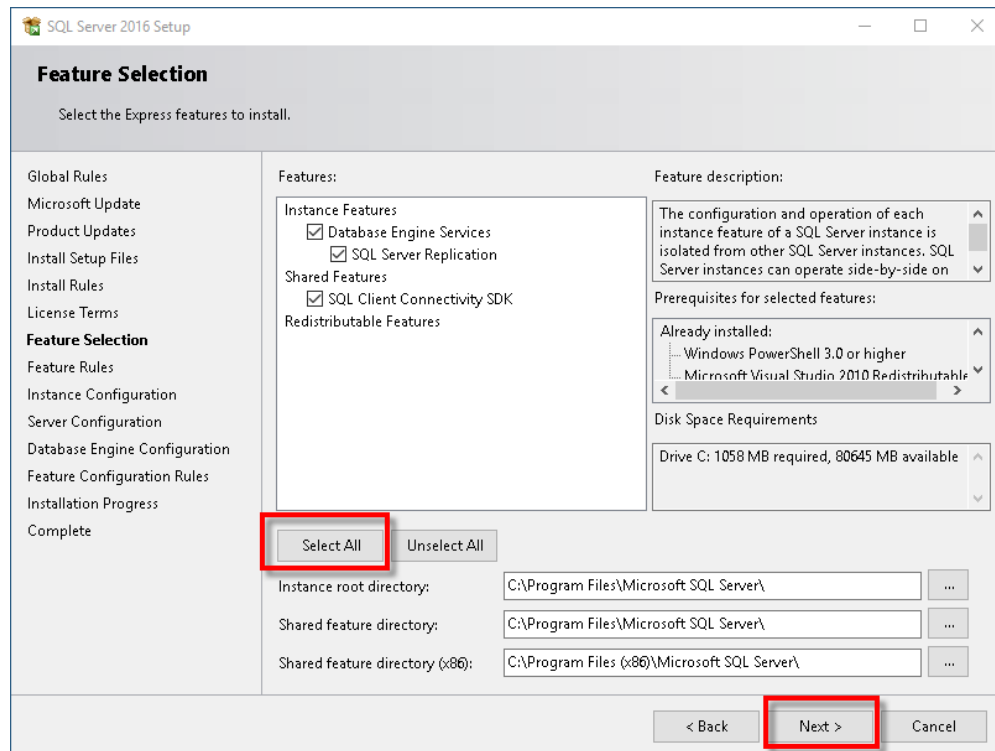 SQL Server 2016 Setup
Feature Selection
Select the Express features to install.
Global Rules
Microsoft Update
Product Updates
Install Setup Files
Install Rules
License Terms
Feature Selection
Feature Rules
Instance Configuration
Server Configuration
Database Engine Configuration
Feature Configuration Rules
Installation Progress
Complete
Features:
Instance Features
Database Engine Services
SQL Server Replication
Shared Features
SQL Client Connectivity SDK
Redistributable Features
Feature description:
The configuration and operation of each
instance feature of a SQL Server instance is
isolated from other SQL Server instances. SQL
Server instances can operate side-by-side on
Prerequisites for selected features:
Already installed:
Windows PowerShell 3.0 or higher
Microsoft Visual Studio 2010 Redistributable
Disk Space Requirements
Drive C: 1058 MB required, 80645 MB available
Select All
Unselect All
Instance root directory:
C:\Program Files\Microsoft SQL Server\
...
Shared feature directory:
C:\Program Files\Microsoft SQL Server\
...
Shared feature directory (x86):
C:\Program Files (x86)\Microsoft SQL Server\
...
< Back
Next >
Cancel